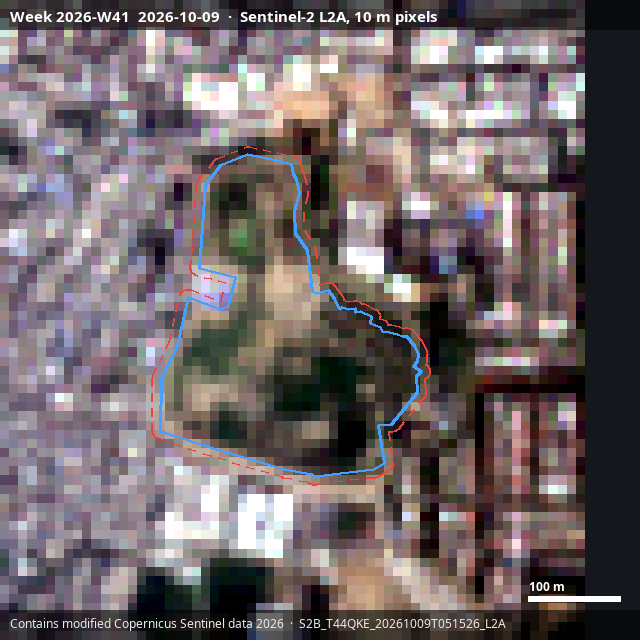 Week 2026-W41  2026-10-09  ·  Sentinel-2 L2A, 10 m pixels
100 m
Contains modified Copernicus Sentinel data 2026  ·  S2B_T44QKE_20261009T051526_L2A